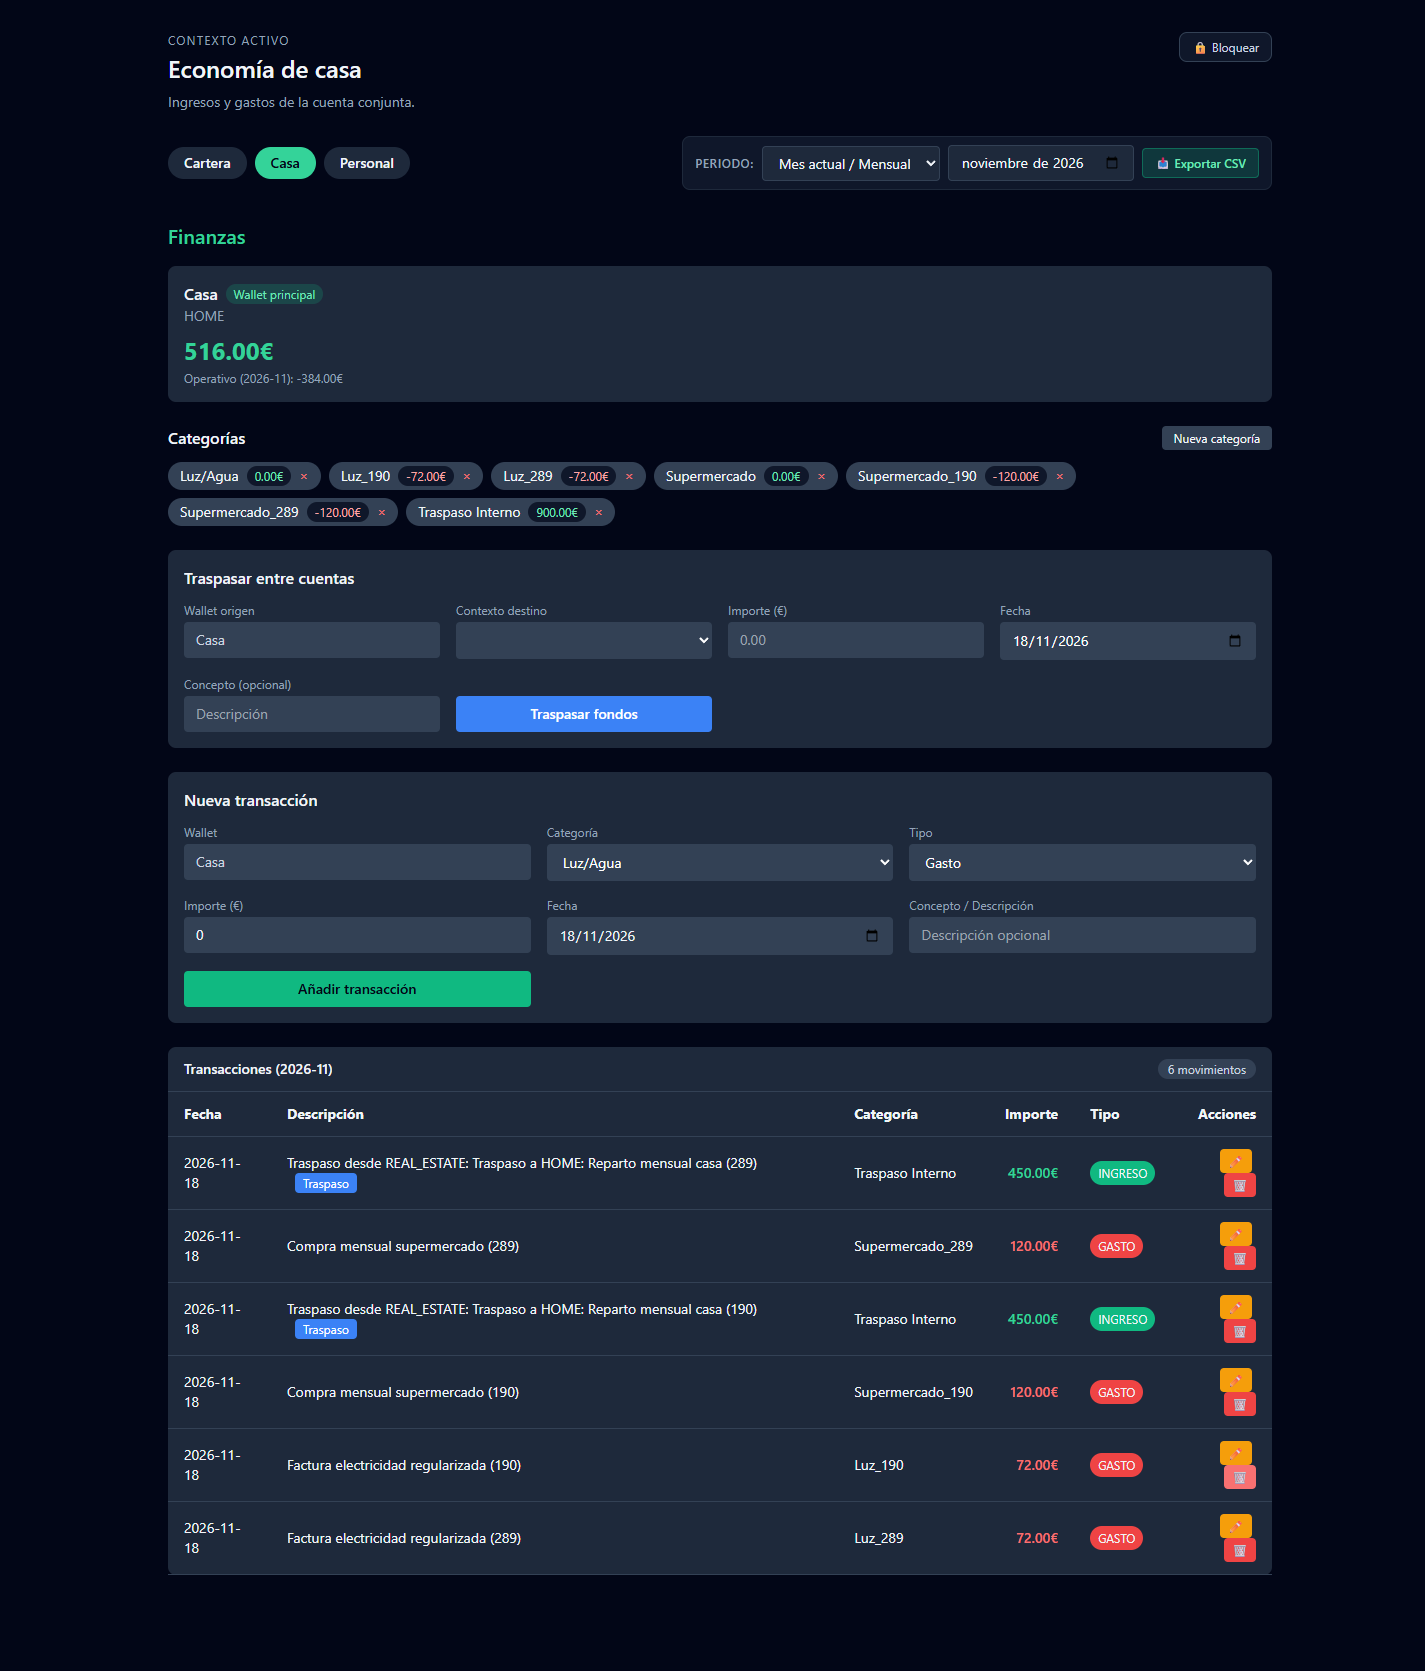 CONTEXTO ACTIVO
Economía de casa
Ingresos y gastos de la cuenta conjunta.
Bloquear
Cartera
Casa
Personal
PERIODO:
Mes actual / Mensual
noviembre de 2026
Exportar CSV
Finanzas
Casa Wallet principal
HOME
516.00€
Operativo (2026-11): -384.00€
Categorías
Nueva categoría
Luz/Agua 0.00€ ×
Luz_190 -72.00€ ×
Luz_289 -72.00€ ×
Supermercado 0.00€ ×
Supermercado_190 -120.00€ ×
Supermercado_289 -120.00€ ×
Traspaso Interno 900.00€ ×
Traspasar entre cuentas
Wallet origen
Contexto destino
Importe (€)
Fecha
Casa
0.00
18/11/2026
Concepto (opcional)
Descripción
Traspasar fondos
Nueva transacción
Wallet
Categoría
Tipo
Casa
Luz/Agua
Gasto
Importe (€)
Fecha
Concepto / Descripción
0
18/11/2026
Descripción opcional
Añadir transacción
Transacciones (2026-11)
6 movimientos
Fecha Descripción Categoría Importe Tipo Acciones
2026-11-
18
Traspaso desde REAL_ESTATE: Traspaso a HOME: Reparto mensual casa (289)
Traspaso
Traspaso Interno 450.00€ INGRESO
2026-11-
18
Compra mensual supermercado (289) Supermercado_289 120.00€ GASTO
2026-11-
18
Traspaso desde REAL_ESTATE: Traspaso a HOME: Reparto mensual casa (190)
Traspaso
Traspaso Interno 450.00€ INGRESO
2026-11-
18
Compra mensual supermercado (190) Supermercado_190 120.00€ GASTO
2026-11-
18
Factura electricidad regularizada (190) Luz_190 72.00€ GASTO
2026-11-
18
Factura electricidad regularizada (289) Luz_289 72.00€ GASTO